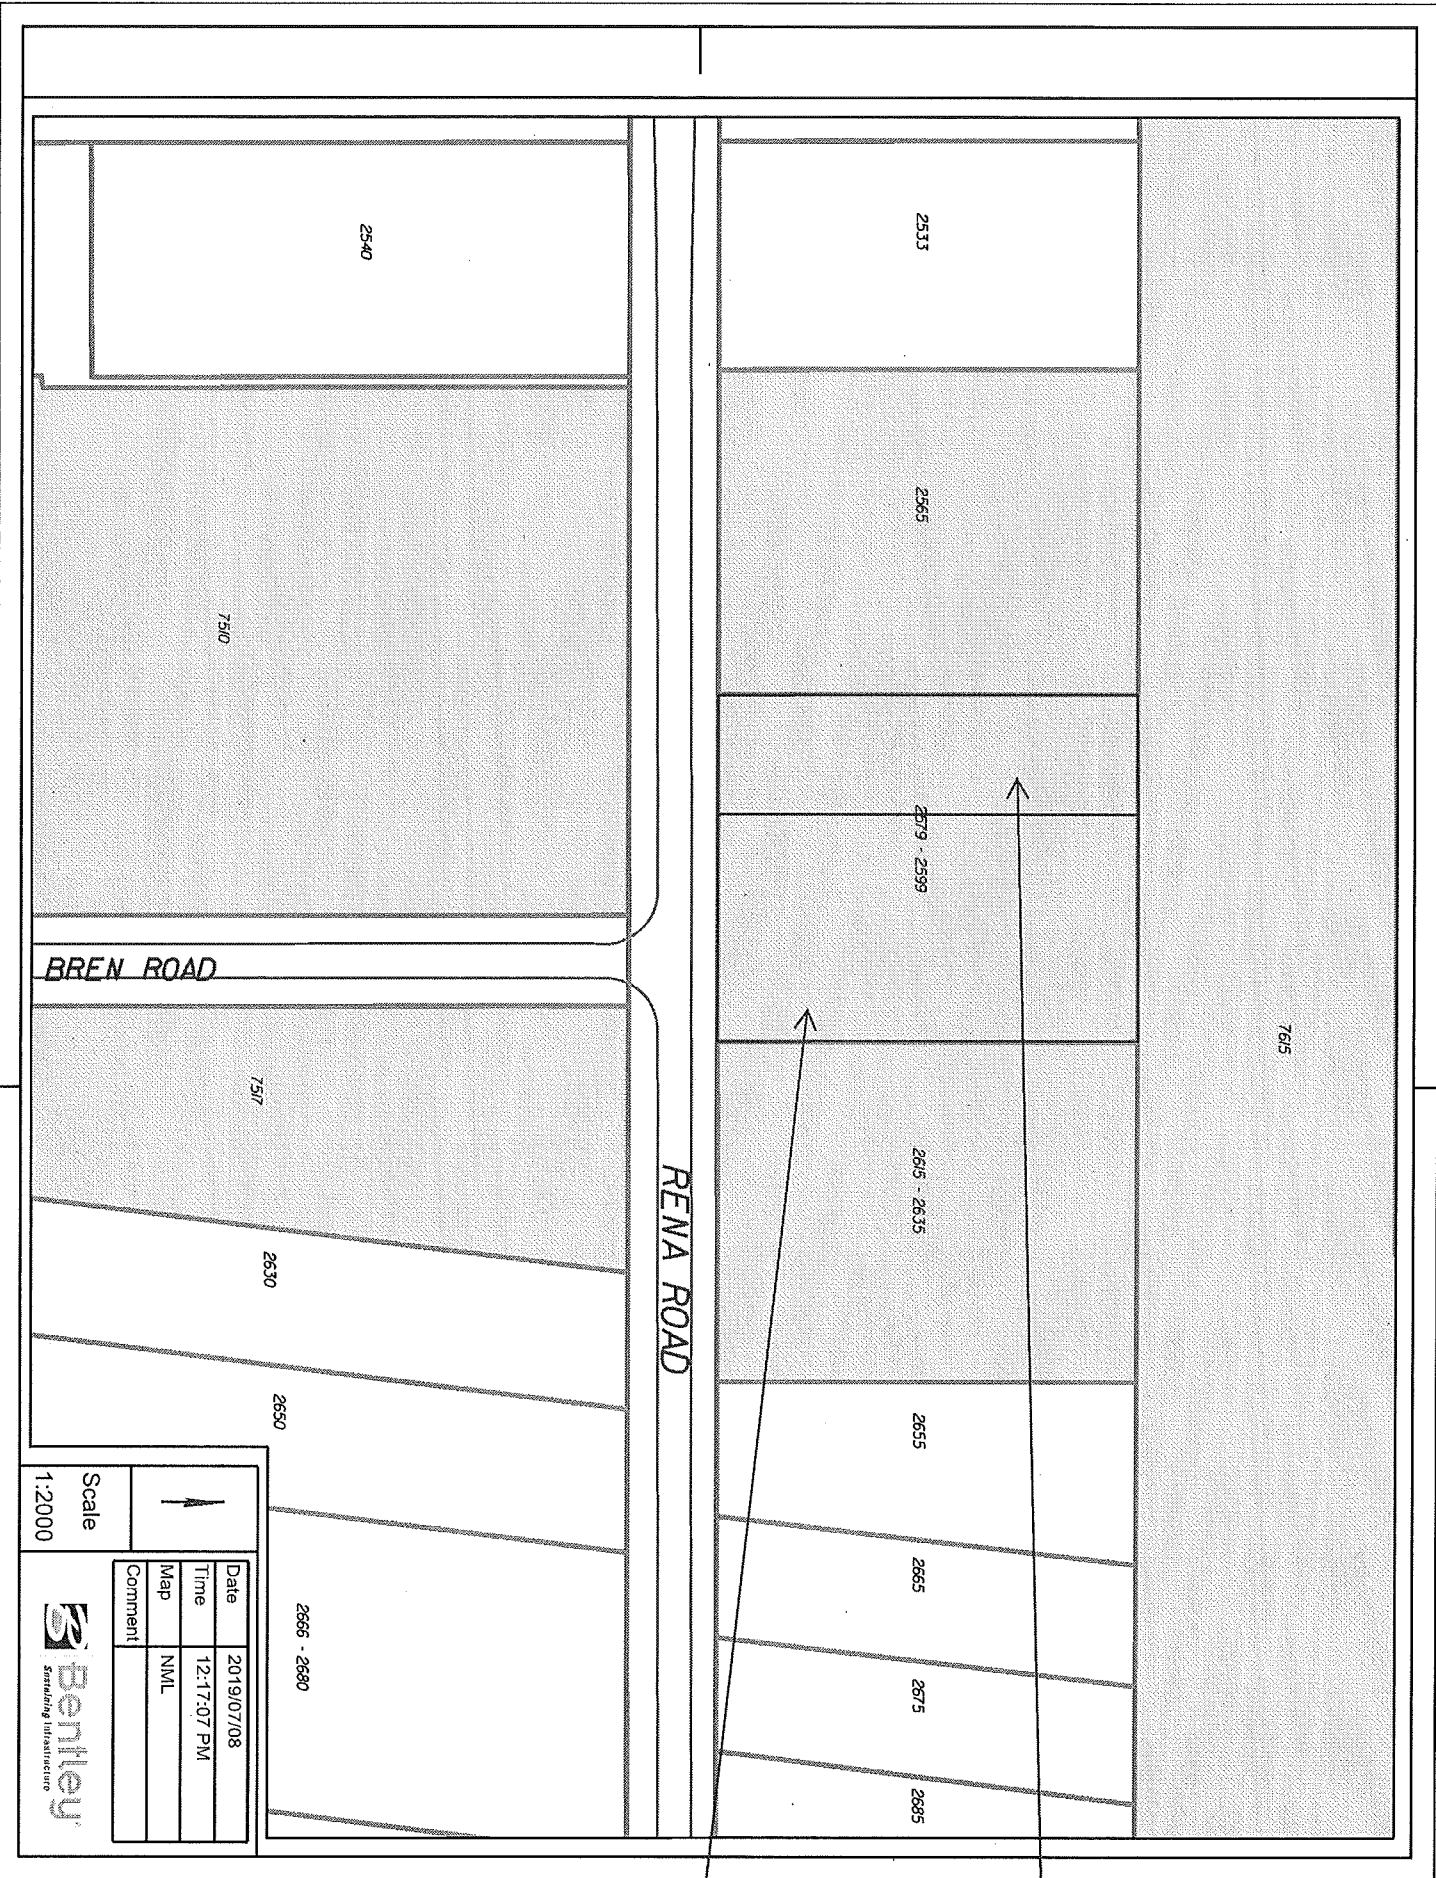 7615
2533
2565
2579 - 2599
2615 - 2635
2655
2665
2675
2685
RENA ROAD
2540
7510
BREN ROAD
7517
2630
2650
2666 - 2680
Scale
1:2000
Date 2019/07/08
Time 12:17:07 PM
Map NML
Comment
Bentley
Sustaining Infrastructure